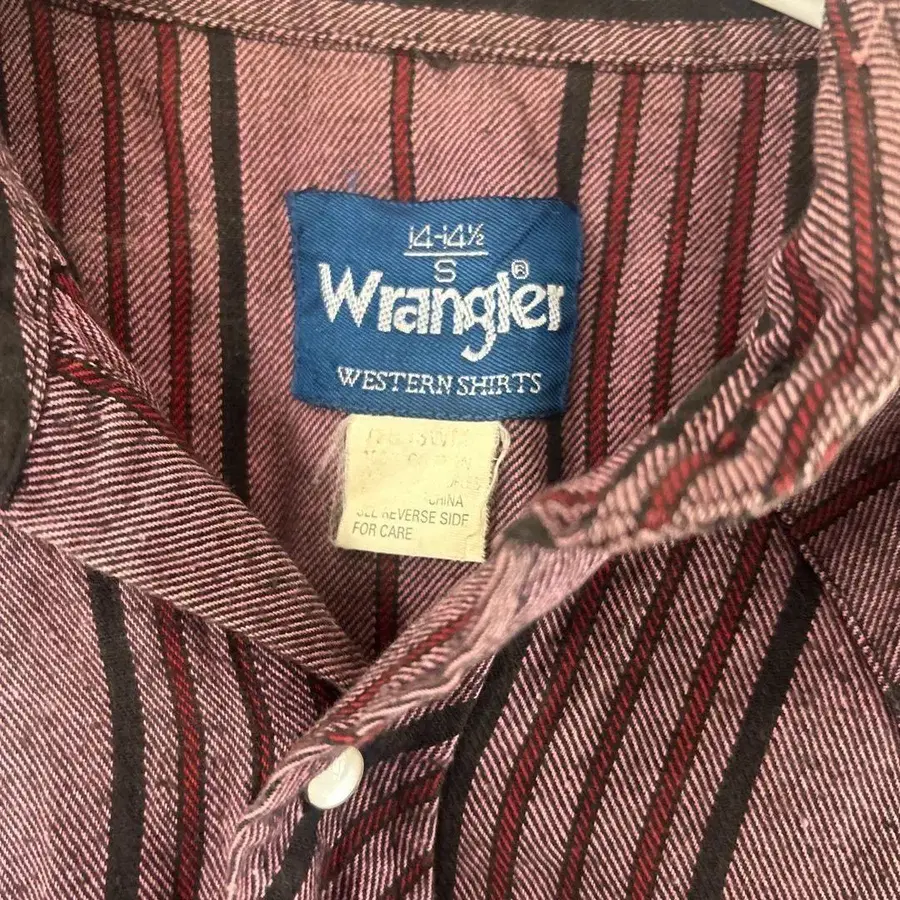 14-14½
S
Wrangler®
WESTERN SHIRTS
CHINA
SEE REVERSE SIDE
FOR CARE